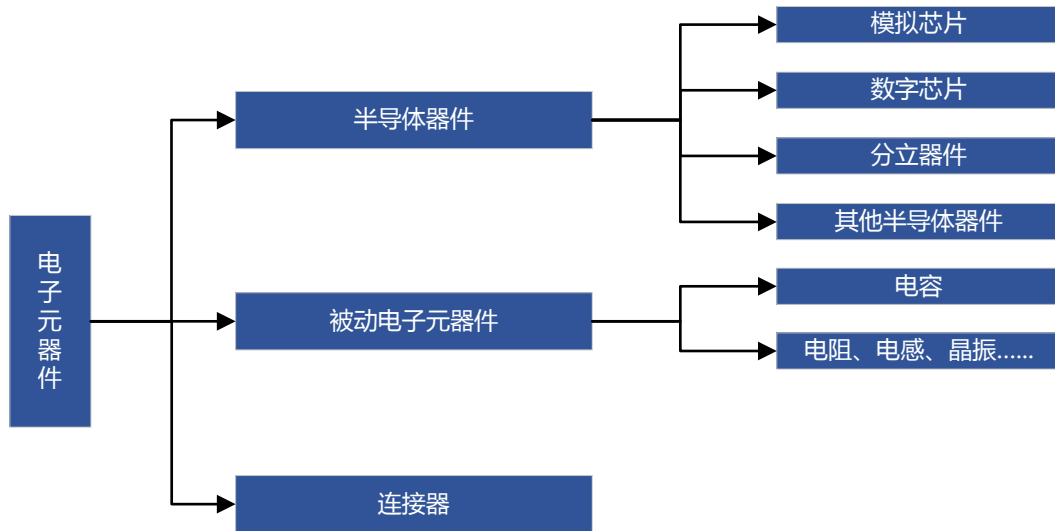 模拟芯片
数字芯片
半导体器件
分立器件
其他半导体器件
电子元器件
电容
被动电子元器件
电阻、电感、晶振……
连接器